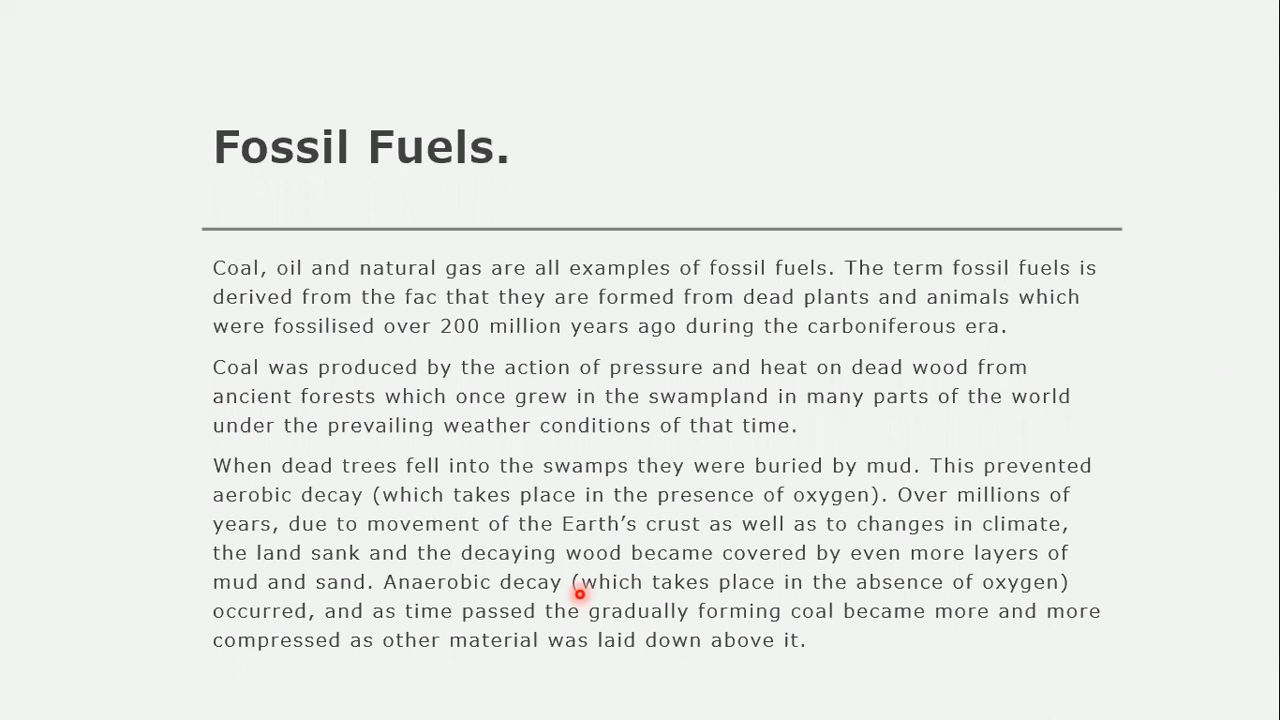 Fossil Fuels.
Coal, oil and natural gas are all examples of fossil fuels. The term fossil fuels is
derived from the fac that they are formed from dead plants and animals which
were fossilised over 200 million years ago during the carboniferous era.
Coal was produced by the action of pressure and heat on dead wood from
ancient forests which once grew in the swampland in many parts of the world
under the prevailing weather conditions of that time.
When dead trees fell into the swamps they were buried by mud. This prevented
aerobic decay (which takes place in the presence of oxygen). Over millions of
years, due to movement of the Earth’s crust as well as to changes in climate,
the land sank and the decaying wood became covered by even more layers of
mud and sand. Anaerobic decay (which takes place in the absence of oxygen)
occurred, and as time passed the gradually forming coal became more and more
compressed as other material was laid down above it.